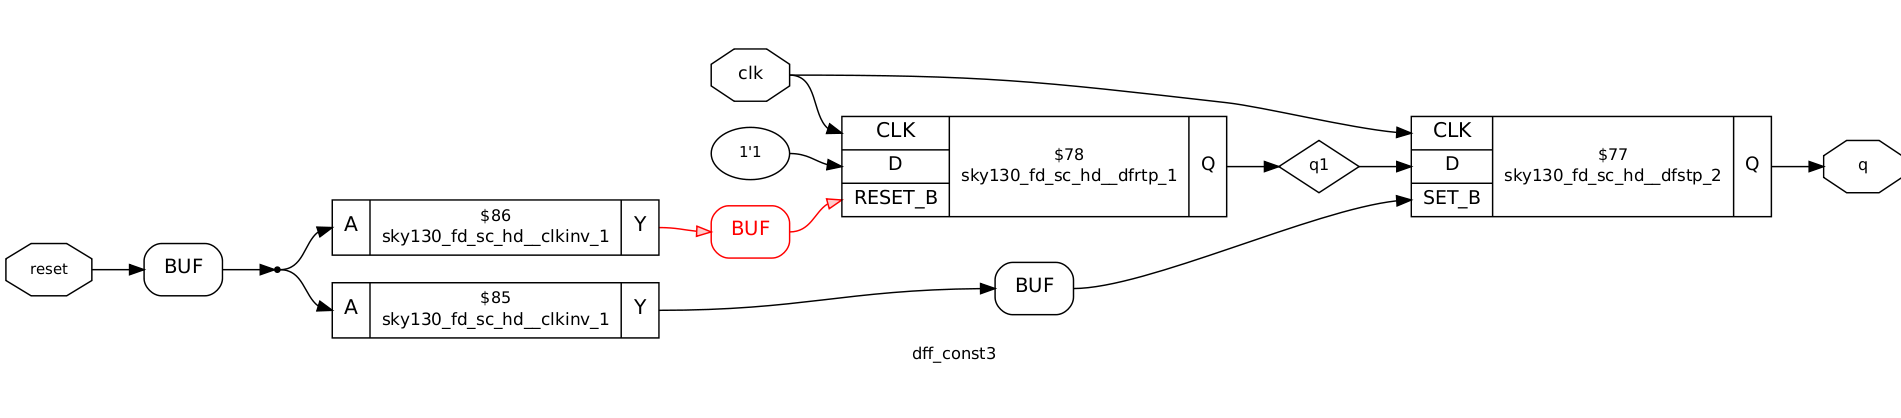 clk
CLK
D
RESET_B
$78
sky130_fd_sc_hd__dfrtp_1
Q
1'1
q1
CLK
D
SET_B
$77
sky130_fd_sc_hd__dfstp_2
Q
q
reset
BUF
A
$86
sky130_fd_sc_hd__clkinv_1
Y
BUF
A
$85
sky130_fd_sc_hd__clkinv_1
Y
BUF
dff_const3